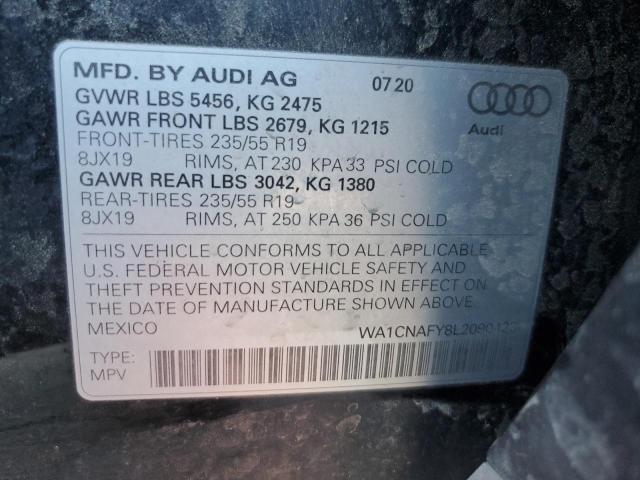 MFD. BY AUDI AG 07 20
GVWR LBS 5456, KG 2475
GAWR FRONT LBS 2679, KG 1215
FRONT-TIRES 235/55 R19
8JX19 RIMS, AT 230 KPA 33 PSI COLD
GAWR REAR LBS 3042, KG 1380
REAR-TIRES 235/55 R19
8JX19 RIMS, AT 250 KPA 36 PSI COLD
Audi
THIS VEHICLE CONFORMS TO ALL APPLICABLE
U.S. FEDERAL MOTOR VEHICLE SAFETY AND
THEFT PREVENTION STANDARDS IN EFFECT ON
THE DATE OF MANUFACTURE SHOWN ABOVE.
MEXICO
TYPE:
MPV